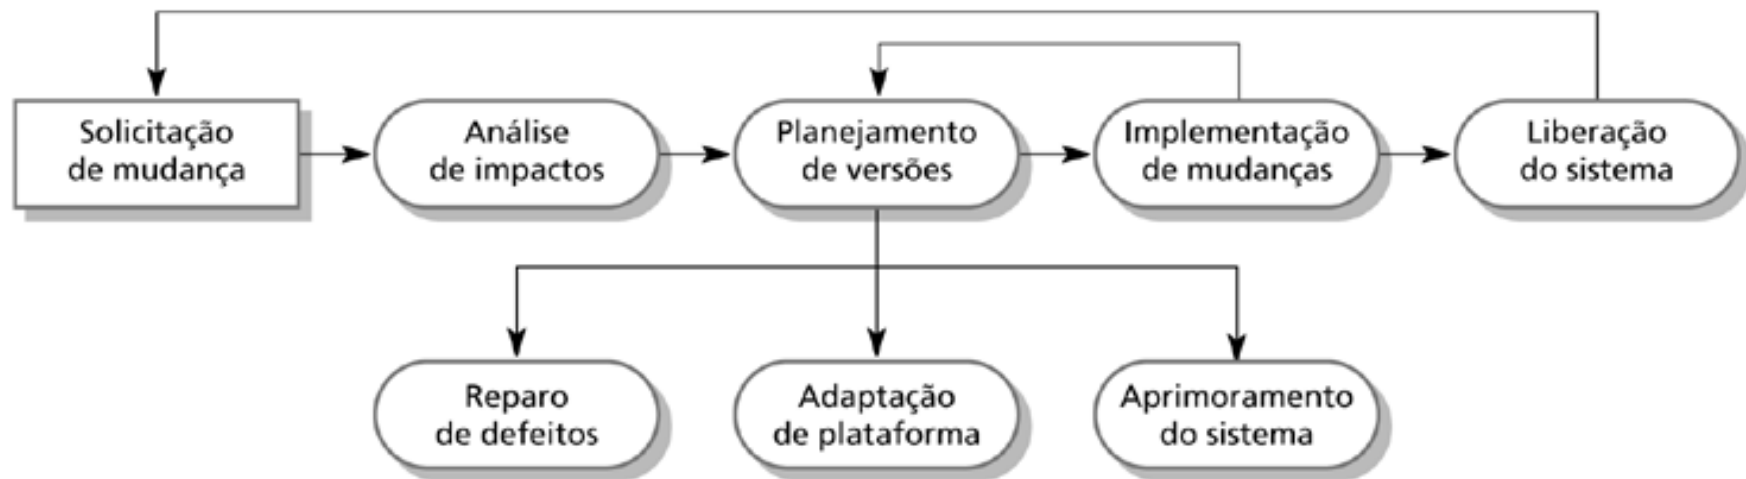 Solicitação
de mudança
Análise
de impactos
Planejamento
de versões
Implementação
de mudanças
Liberação
do sistema
Reparo
de defeitos
Adaptação
de plataforma
Aprimoramento
do sistema